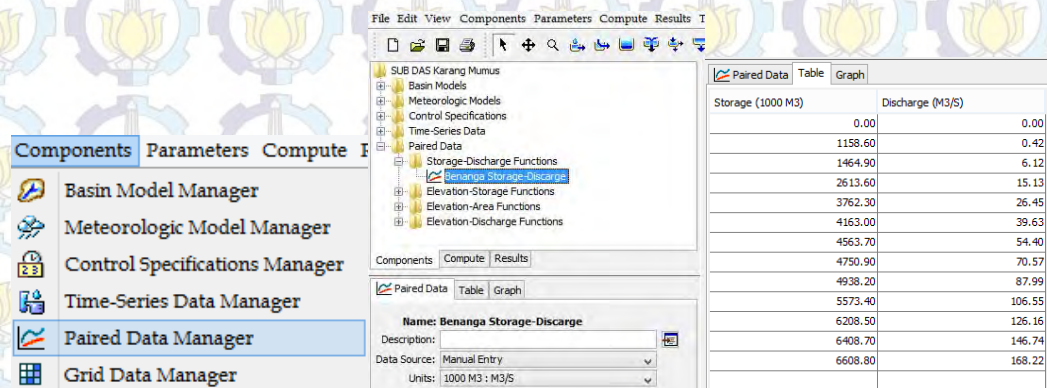 Components Parameters Compute
Basin Model Manager
Meteorologic Model Manager
Control Specifications Manager
Time-Series Data Manager
Paired Data Manager
Grid Data Manager
File Edit View Components Parameters Compute Results T
SUB DAS Karang Mumus
Basin Models
Meteorologic Models
Control Specifications
Time-Series Data
Paired Data
Storage-Discharge Functions
Benanga Storage-Discarge
Elevation-Storage Functions
Elevation-Area Functions
Elevation-Discharge Functions
Components Compute Results
Paired Data Table Graph
Name: Benanga Storage-Discarge
Description:
Data Source: Manual Entry
Units: 1000 M3 : M3/S
Paired Data Table Graph
Storage (1000 M3) Discharge (M3/S)
0.00 0.00
1158.60 0.42
1464.90 6.12
2613.60 15.13
3762.30 26.45
4163.00 39.63
4563.70 54.40
4750.90 70.57
4938.20 87.99
5573.40 106.55
6208.50 126.16
6408.70 146.74
6608.80 168.22